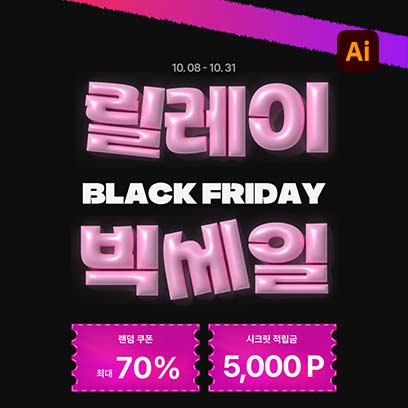 Ai
10. 08 - 10. 31
릴레이
BLACK FRIDAY
빅세일
랜덤 쿠폰
최대 70%
시크릿 적립금
5,000 P